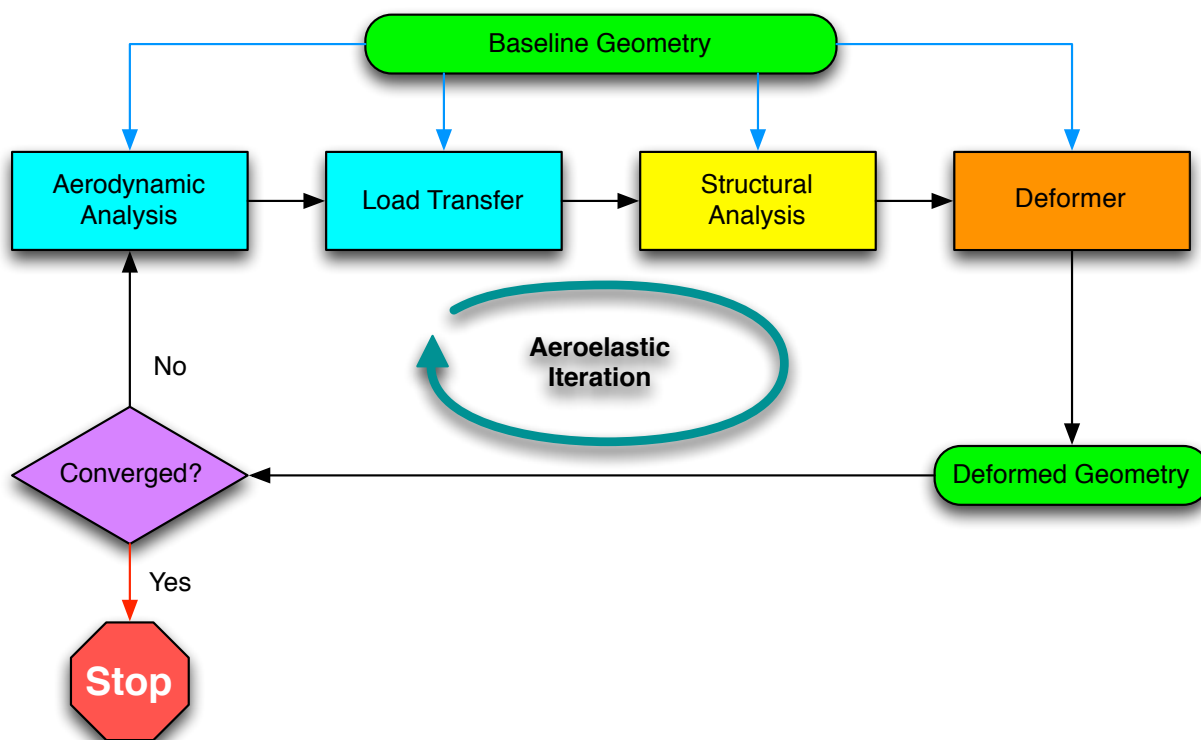 Baseline Geometry
Aerodynamic
Analysis
Load Transfer
Structural
Analysis
Deformer
Aeroelastic
Iteration
No
Converged?
Deformed Geometry
Yes
Stop